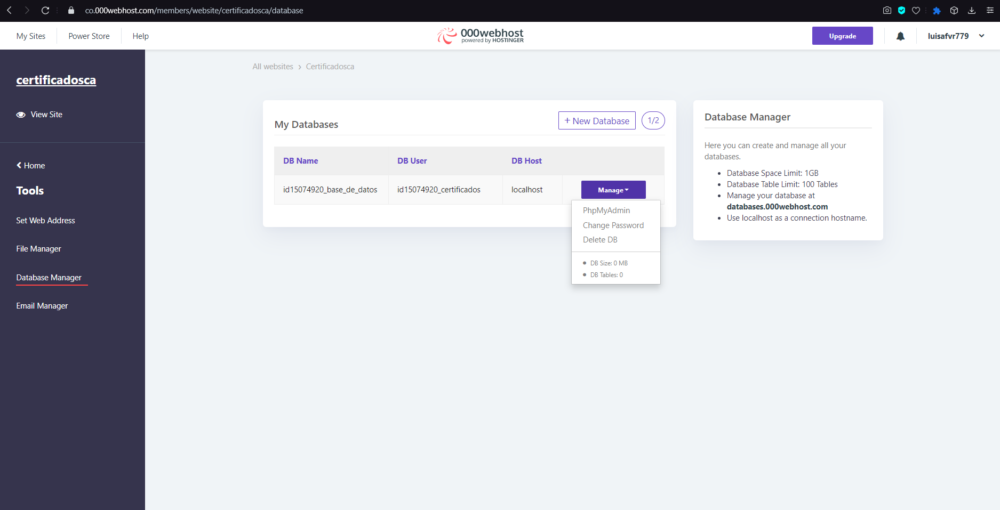 co.000webhost.com/members/website/certificadosca/database
My Sites
Power Store
Help
000webhost
powered by HOSTINGER
Upgrade
luisafvr779
certificadosca
View Site
Home
Tools
Set Web Address
File Manager
Database Manager
Email Manager
All websites › Certificadosca
My Databases
+ New Database
1/2
DB Name DB User DB Host
id15074920_base_de_datos id15074920_certificados localhost
Manage
PhpMyAdmin
Change Password
Delete DB
• DB Size: 0 MB
• DB Tables: 0
Database Manager
Here you can create and manage all your
databases.
• Database Space Limit: 1GB
• Database Table Limit: 100 Tables
• Manage your database at
databases.000webhost.com
• Use localhost as a connection hostname.